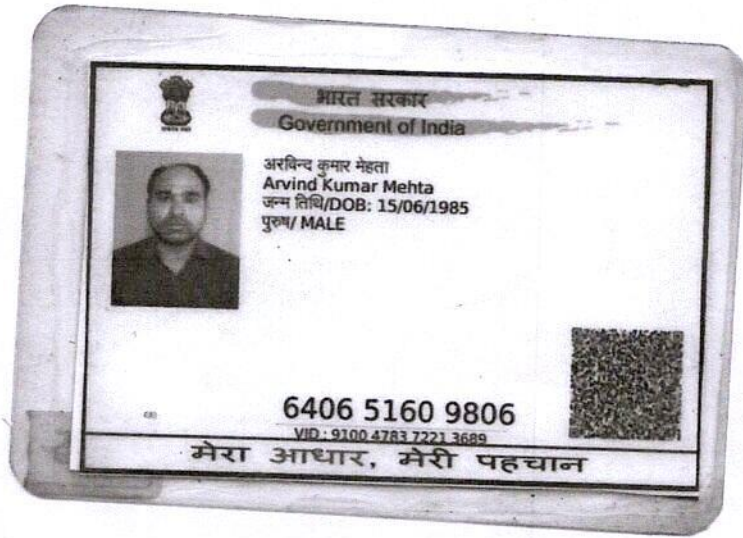 भारत सरकार
Government of India
अरविन्द कुमार मेहता
Arvind Kumar Mehta
जन्म तिथि/DOB: 15/06/1985
पुरुष/ MALE
6406 5160 9806
VID : 9100 4783 7221 3689
मेरा आधार, मेरी पहचान